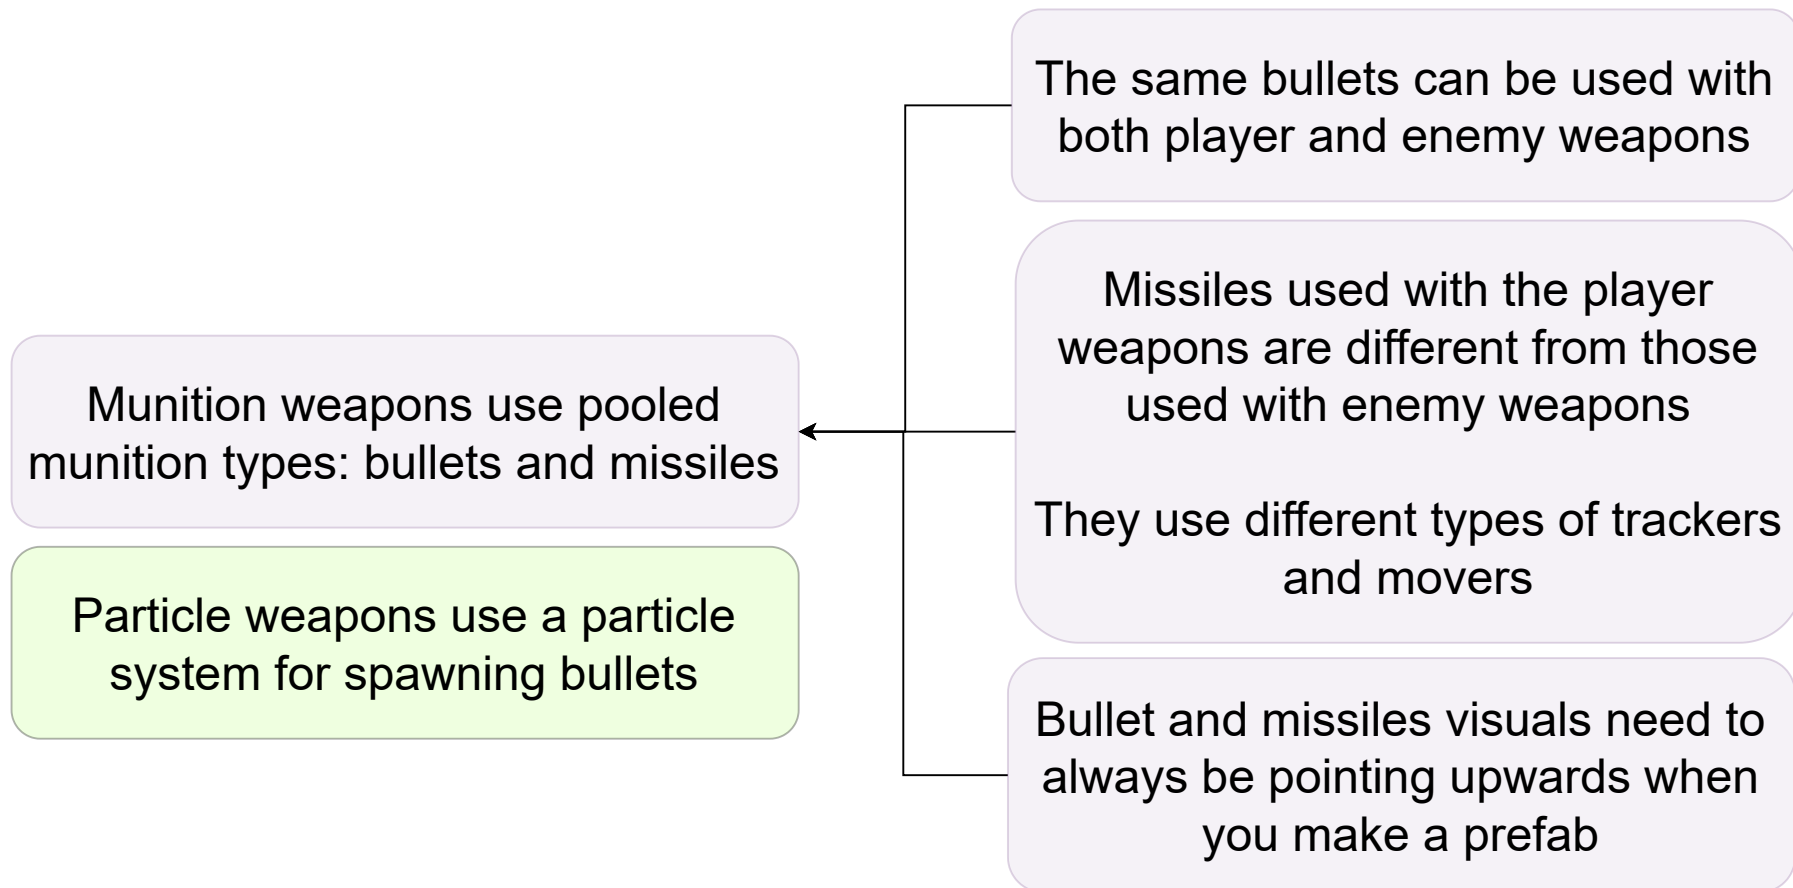 The same bullets can be used with
both player and enemy weapons
Missiles used with the player
weapons are different from those
used with enemy weapons
They use different types of trackers
and movers
Munition weapons use pooled
munition types: bullets and missiles
Particle weapons use a particle
system for spawning bullets
Bullet and missiles visuals need to
always be pointing upwards when
you make a prefab